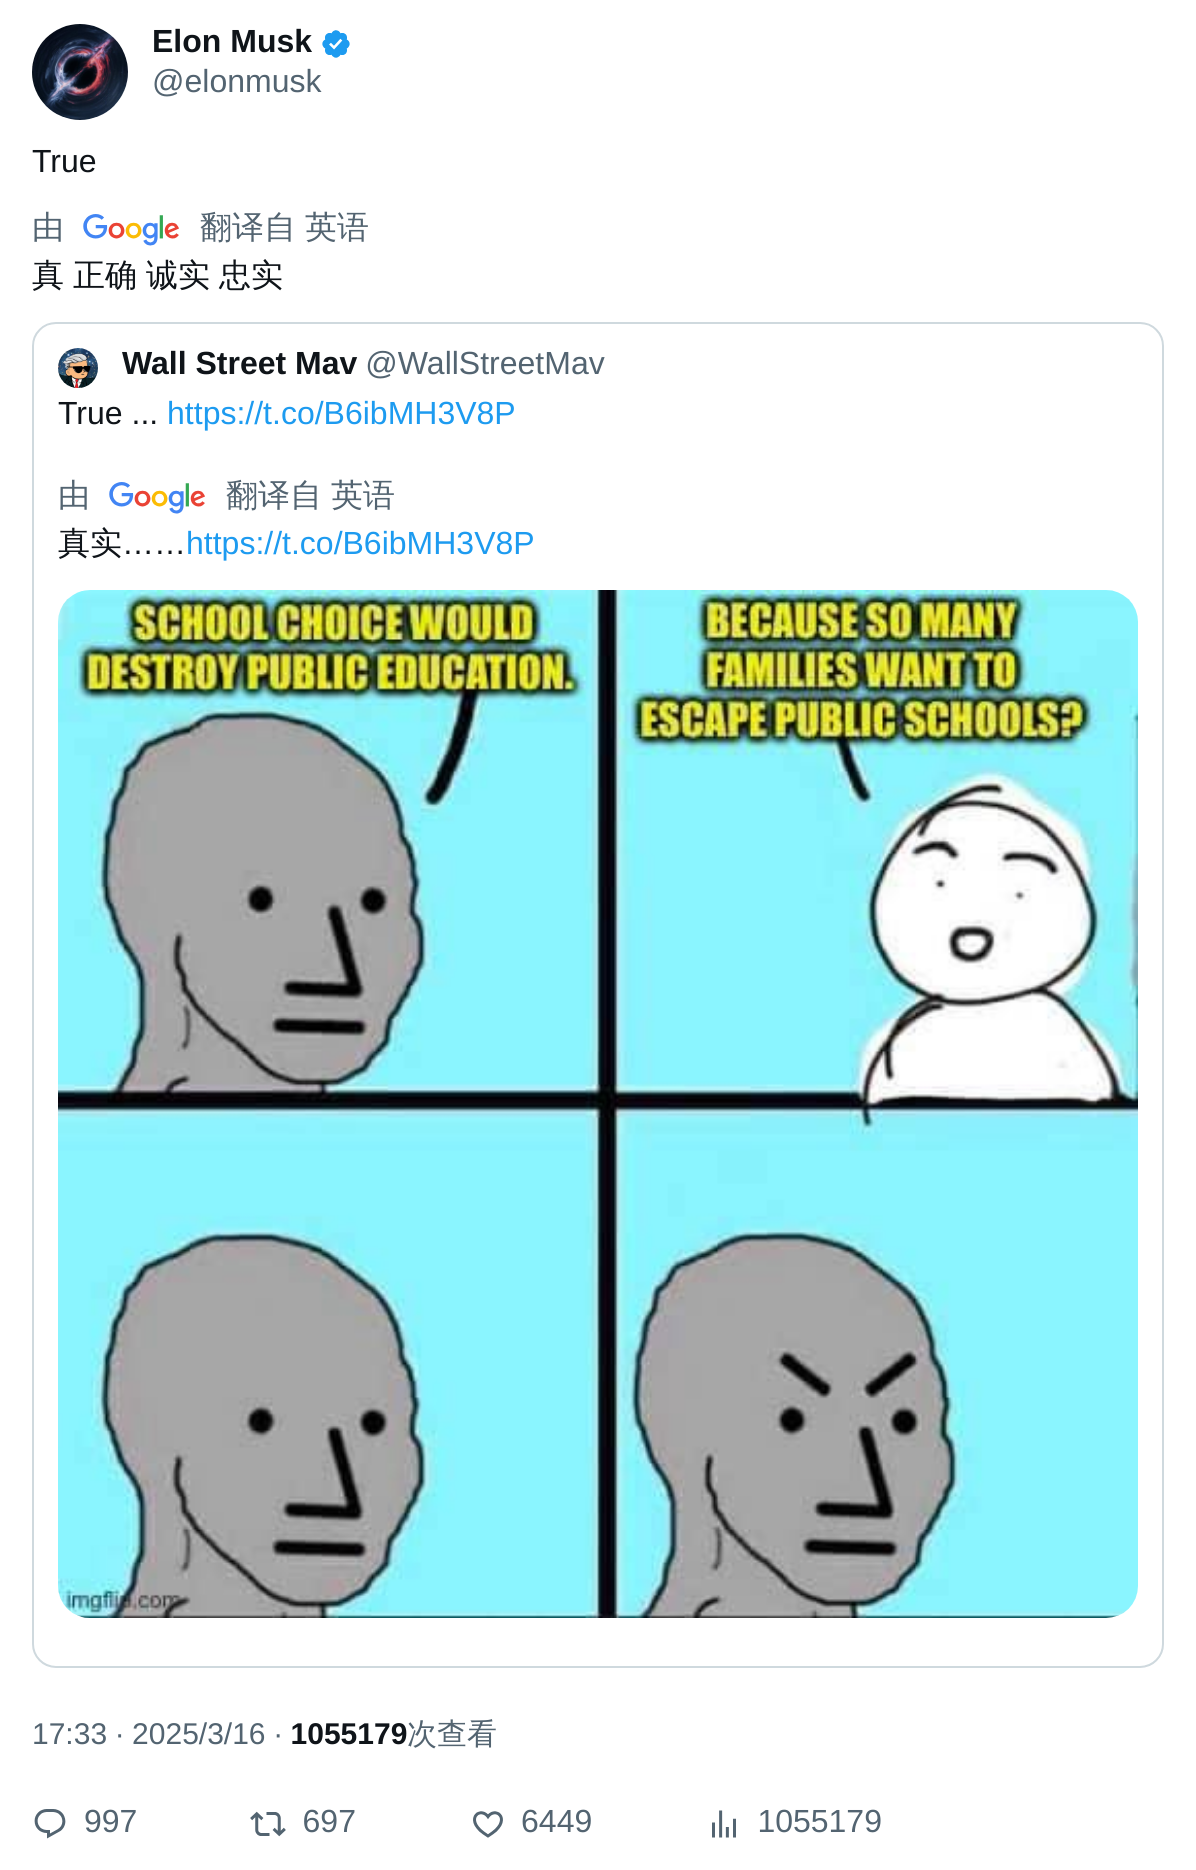 Elon Musk
@elonmusk
True
由 Google 翻译自 英语
真 正确 诚实 忠实
Wall Street Mav @WallStreetMav
True ... https://t.co/B6ibMH3V8P
由 Google 翻译自 英语
真实……https://t.co/B6ibMH3V8P
SCHOOL CHOICE WOULD
DESTROY PUBLIC EDUCATION.
BECAUSE SO MANY
FAMILIES WANT TO
ESCAPE PUBLIC SCHOOLS?
imgflip.com
17:33 · 2025/3/16 · 1055179次查看
997 697 6449 1055179